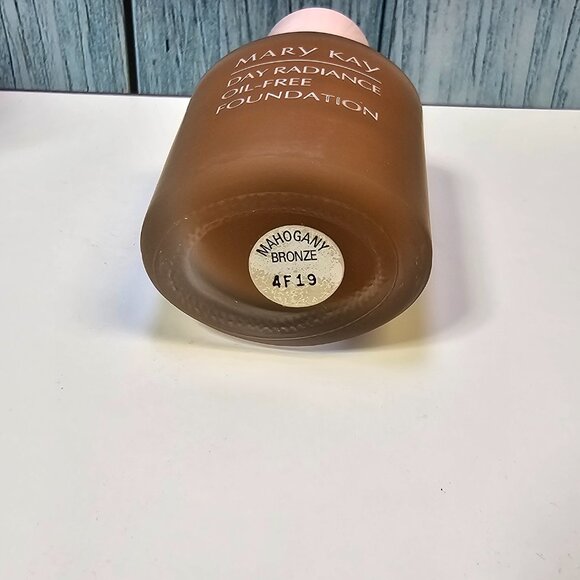 MARY KAY
DAY RADIANCE
OIL-FREE
FOUNDATION
MAHOGANY
BRONZE
4F19